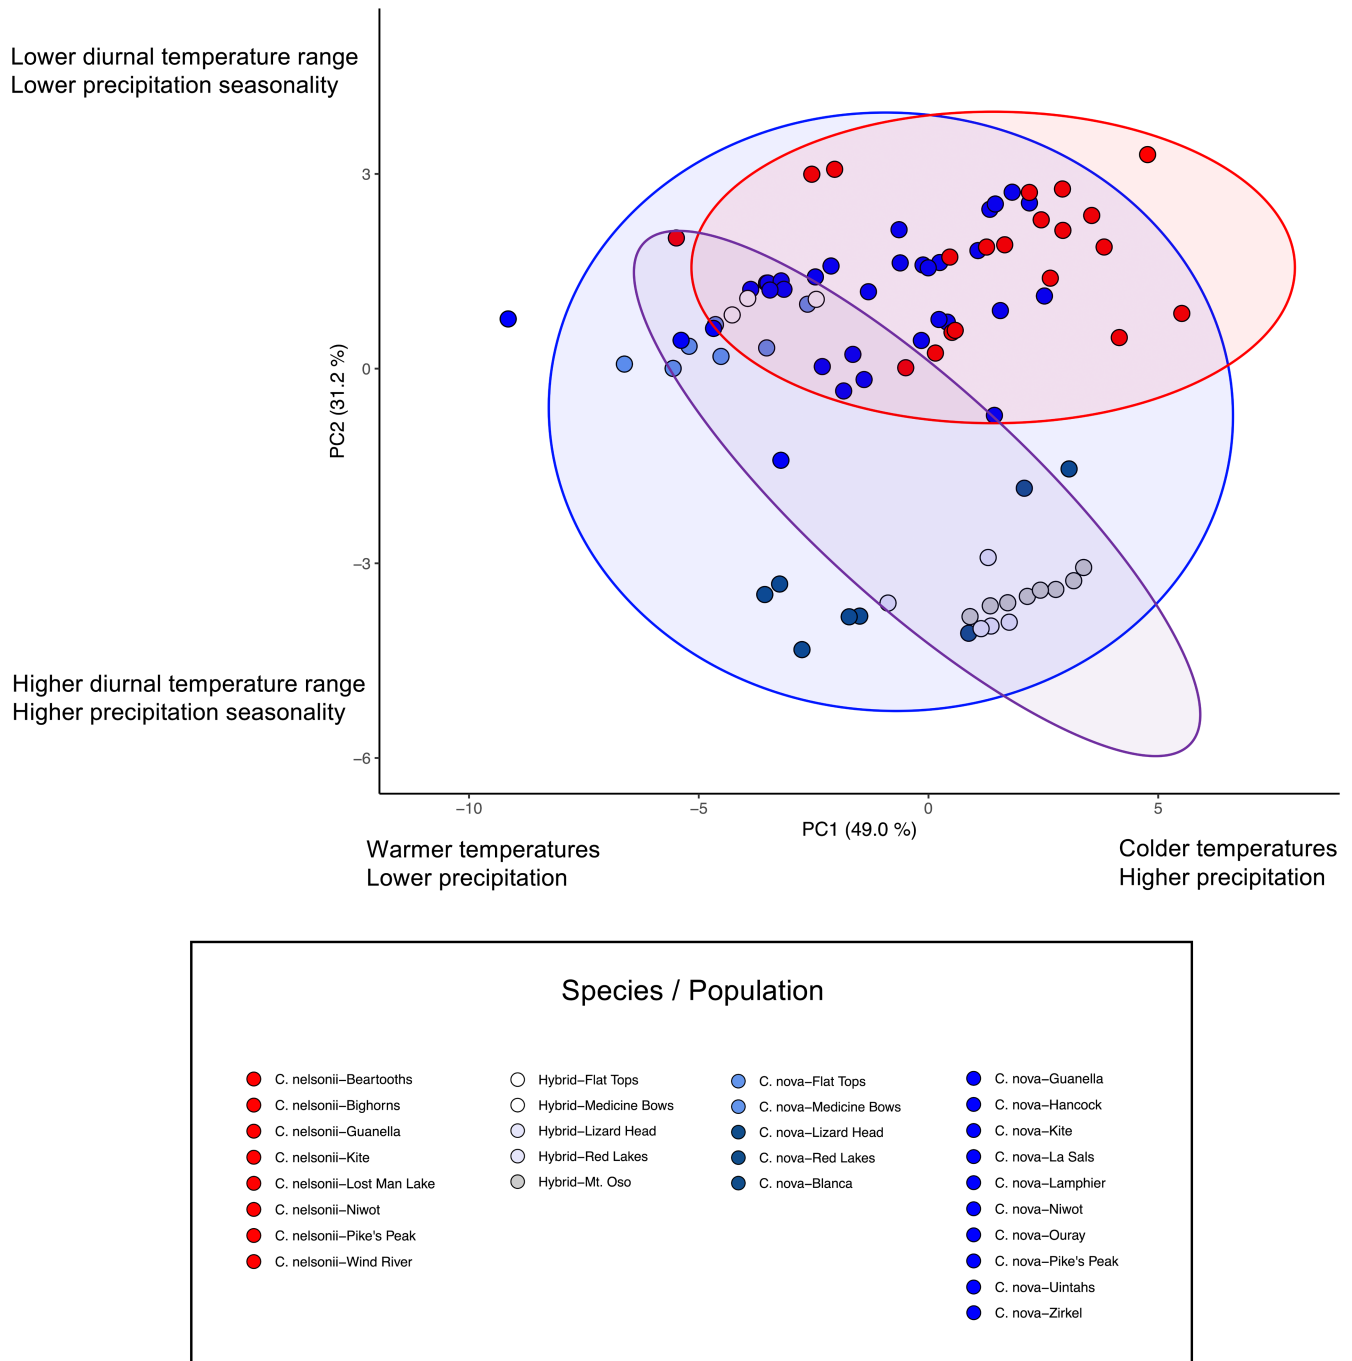 Lower diurnal temperature range
Lower precipitation seasonality
3
0
−3
−6
PC2 (31.2 %)
Higher diurnal temperature range
Higher precipitation seasonality
−10
−5
0
5
PC1 (49.0 %)
Warmer temperatures
Lower precipitation
Colder temperatures
Higher precipitation
Species / Population
C. nelsonii−Beartooths
C. nelsonii−Bighorns
C. nelsonii−Guanella
C. nelsonii−Kite
C. nelsonii−Lost Man Lake
C. nelsonii−Niwot
C. nelsonii−Pike's Peak
C. nelsonii−Wind River
Hybrid−Flat Tops
Hybrid−Medicine Bows
Hybrid−Lizard Head
Hybrid−Red Lakes
Hybrid−Mt. Oso
C. nova−Flat Tops
C. nova−Medicine Bows
C. nova−Lizard Head
C. nova−Red Lakes
C. nova−Blanca
C. nova−Guanella
C. nova−Hancock
C. nova−Kite
C. nova−La Sals
C. nova−Lamphier
C. nova−Niwot
C. nova−Ouray
C. nova−Pike's Peak
C. nova−Uintahs
C. nova−Zirkel